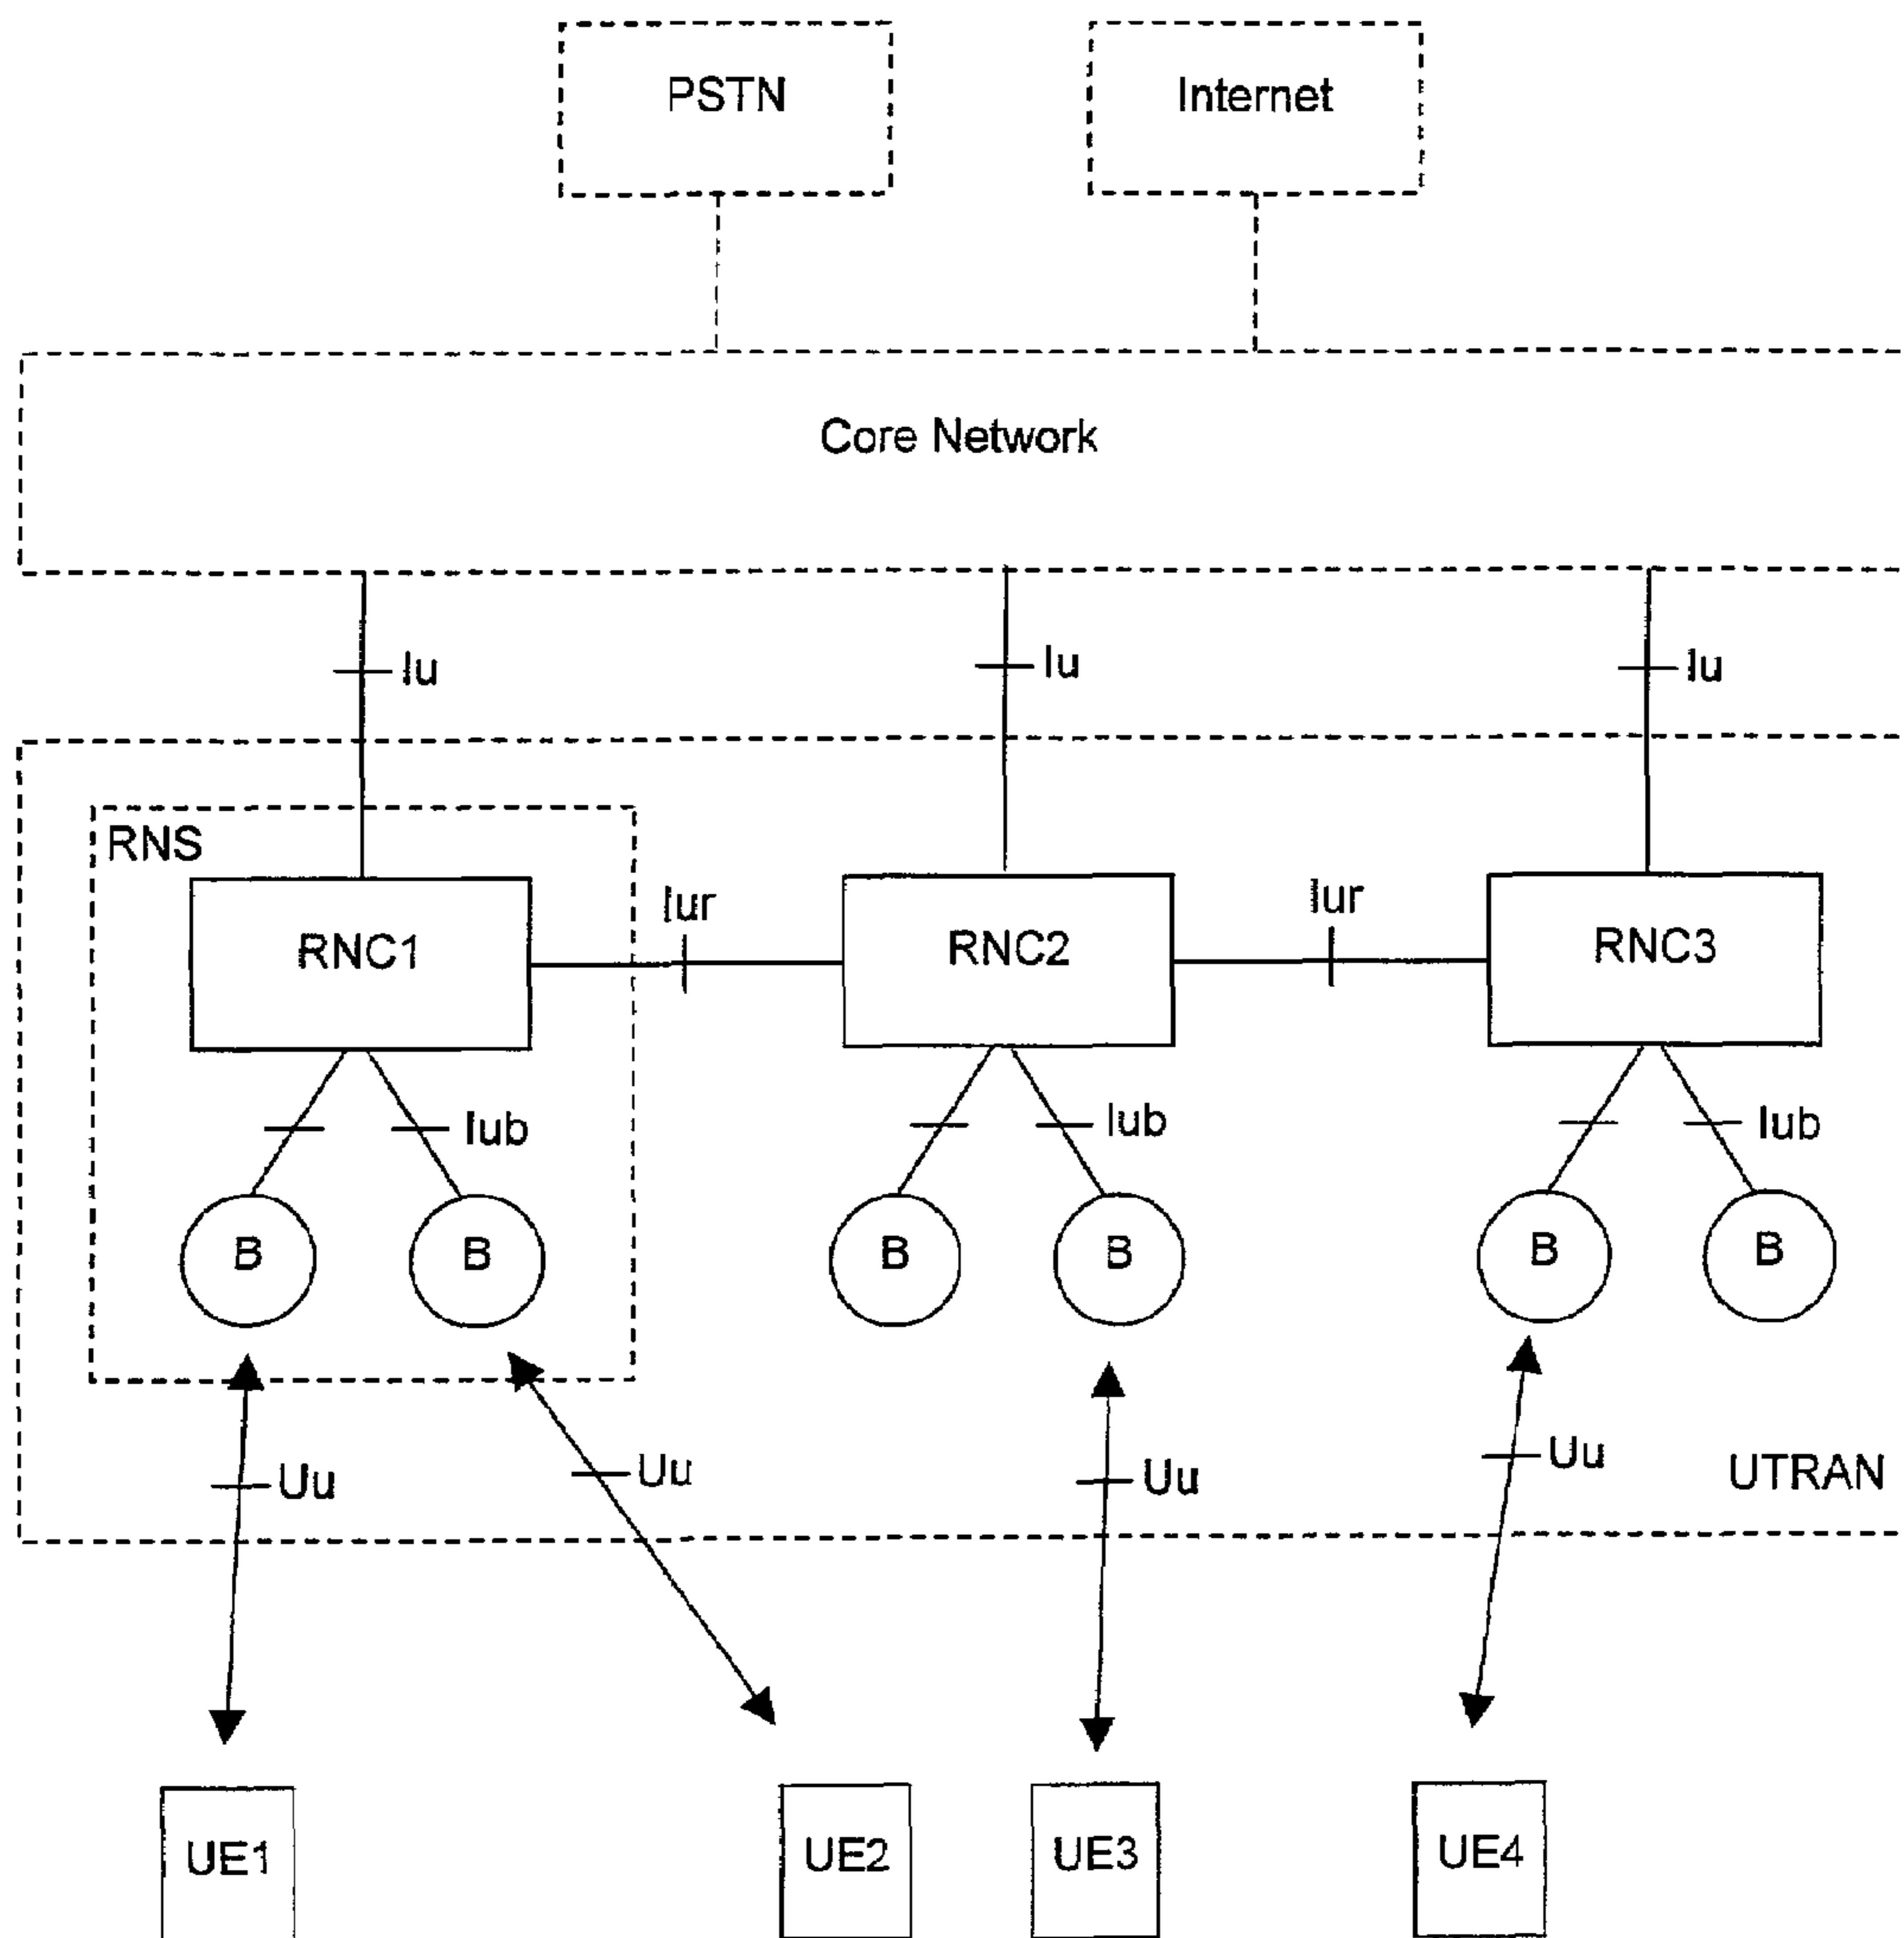 PSTN
Internet
Core Network
Iu
Iu
Iu
RNS
RNC1
Iur
RNC2
Iur
RNC3
Iub
Iub
Iub
B
B
B
B
B
B
Uu
Uu
Uu
Uu
UTRAN
UE1
UE2
UE3
UE4